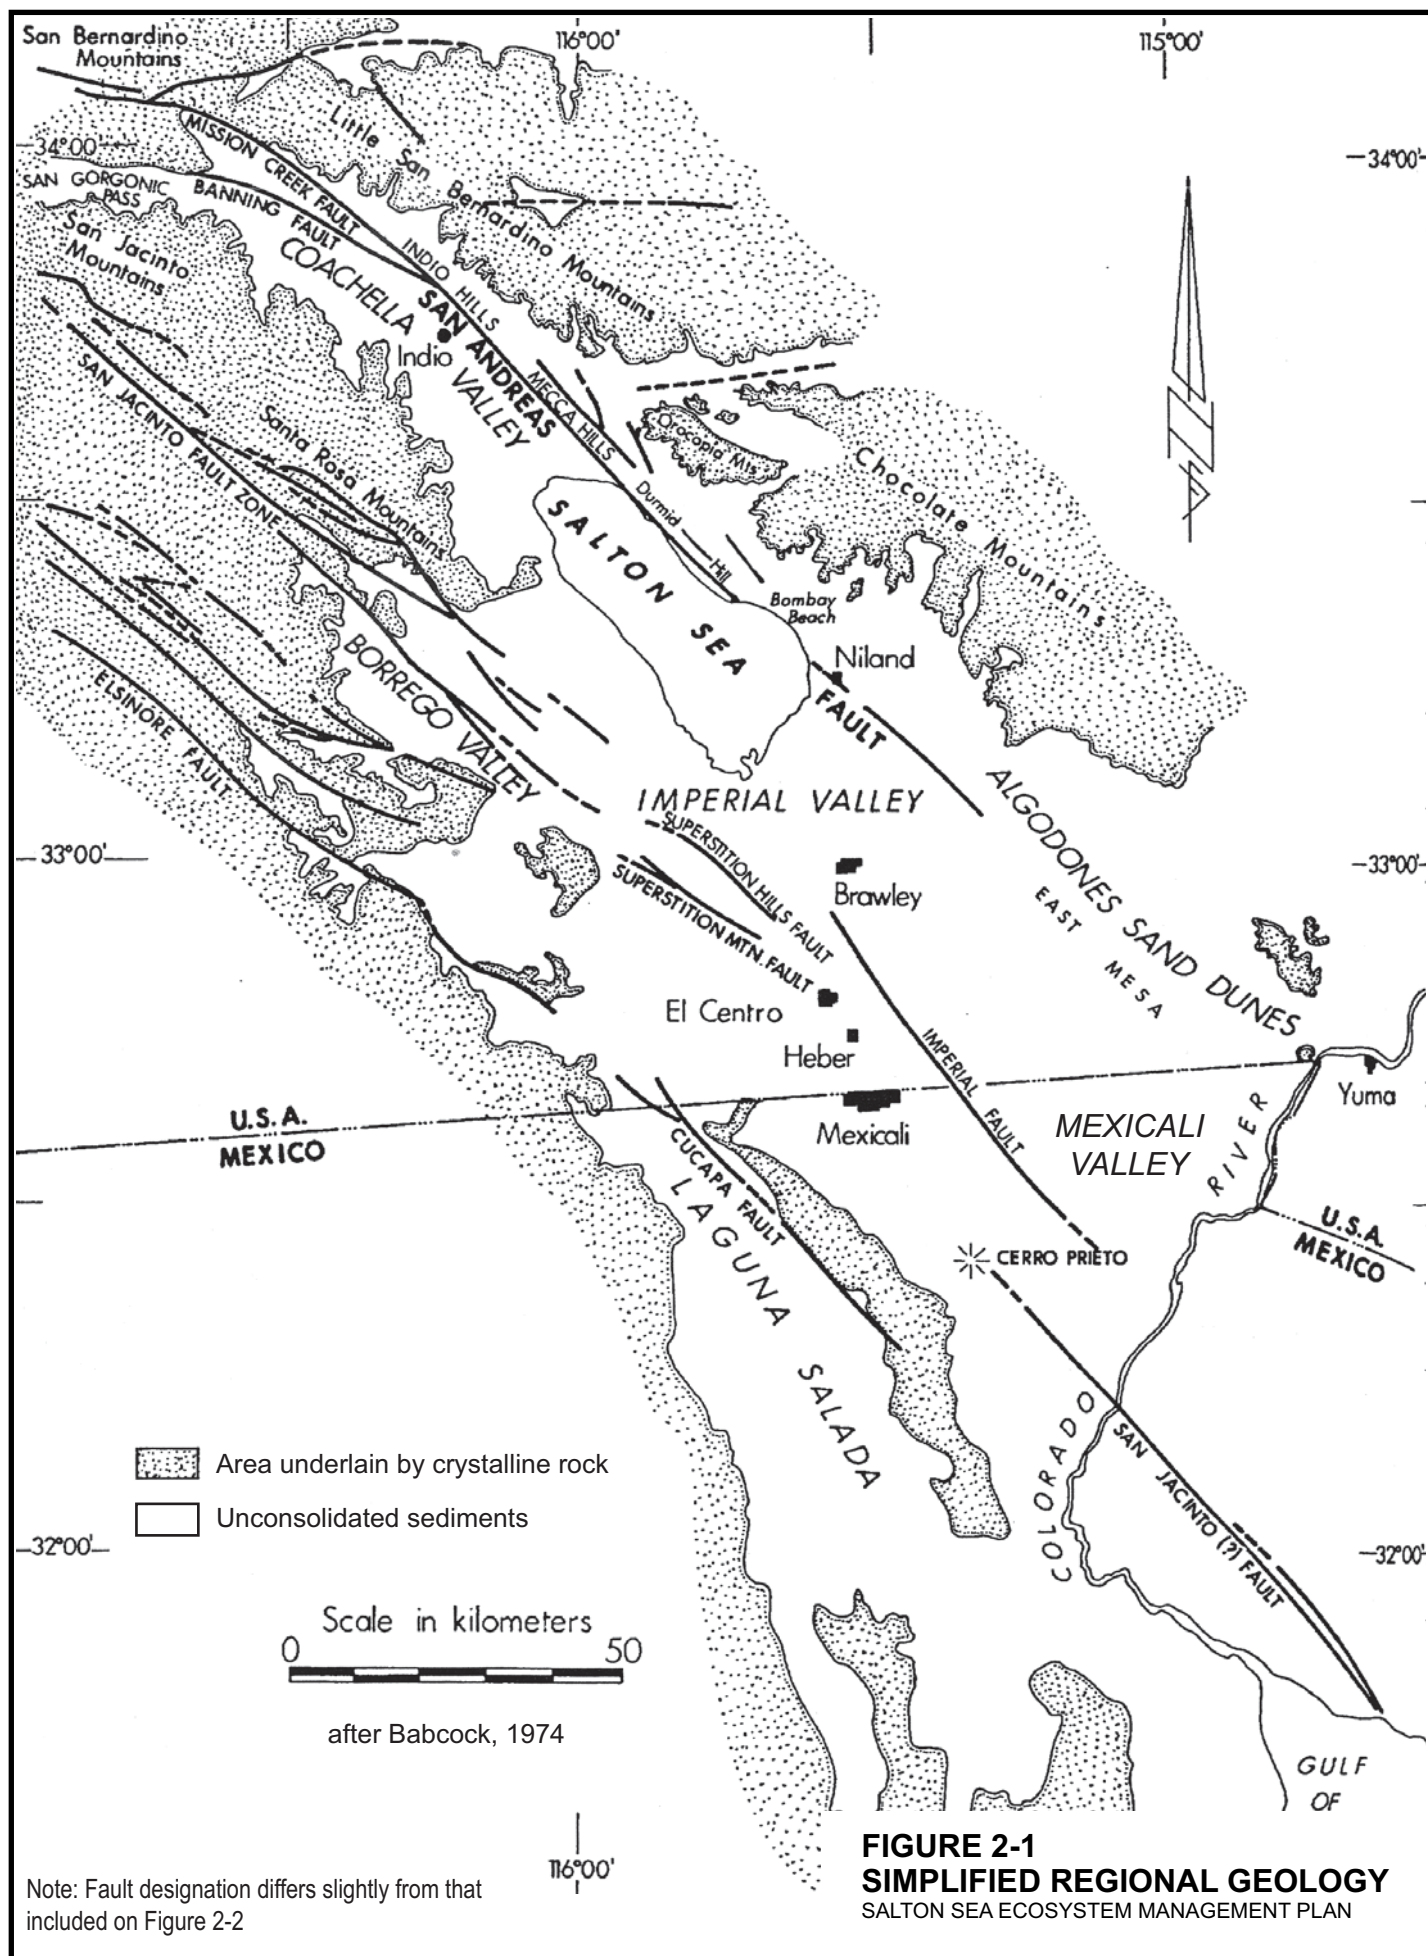 San Bernardino
Mountains
116°00'
115°00'
34°00'
34°00'
Little San Bernardino Mountains
MISSION CREEK FAULT
SAN GORGONIC
PASS
BANNING FAULT
San Jacinto
Mountains
INDIO HILLS
COACHELLA VALLEY
SAN ANDREAS FAULT
Indio
MECCA HILLS
SAN JACINTO FAULT ZONE
Santa Rosa Mountains
Orocopia Mts
Chocolate Mountains
Durmid Hill
SALTON SEA
Bombay
Beach
Niland
BORREGO VALLEY
ELSINORE FAULT
IMPERIAL VALLEY
ALGODONES SAND DUNES
SUPERSTITION HILLS FAULT
SUPERSTITION MTN. FAULT
33°00'
33°00'
Brawley
EAST MESA
El Centro
Heber
IMPERIAL FAULT
Yuma
U.S.A.
MEXICO
Mexicali
MEXICALI
VALLEY
COLORADO RIVER
CUCAPA FAULT
LAGUNA SALADA
U.S.A.
MEXICO
CERRO PRIETO
SAN JACINTO (?) FAULT
Area underlain by crystalline rock
Unconsolidated sediments
32°00'
32°00'
Scale in kilometers
0 50
after Babcock, 1974
GULF
OF
116°00'
FIGURE 2-1
SIMPLIFIED REGIONAL GEOLOGY
SALTON SEA ECOSYSTEM MANAGEMENT PLAN
Note: Fault designation differs slightly from that
included on Figure 2-2